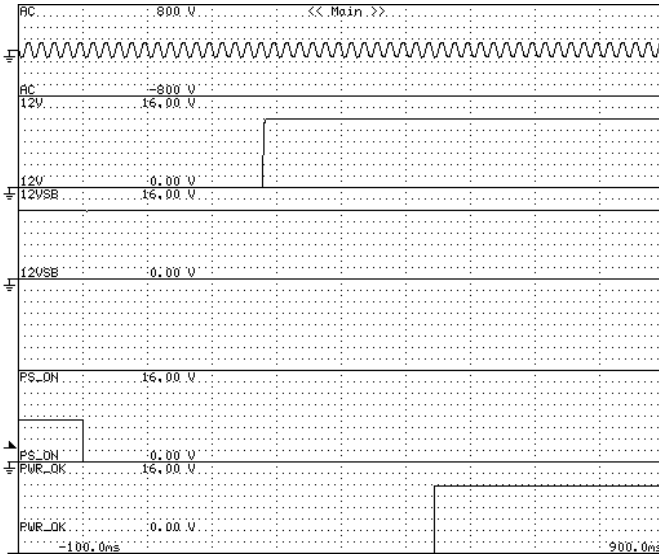 AC 800 V << Main >>
AC -800 V
12V 16.00 V
12V 0.00 V
12VSB 16.00 V
12VSB 0.00 V
PS_ON 16.00 V
PS_ON 0.00 V
PWR_OK 16.00 V
PWR_OK 0.00 V
-100.0ms 900.0ms